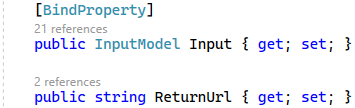 [BindProperty]
21 references
public InputModel Input { get; set; }
2 references
public string ReturnUrl { get; set; }